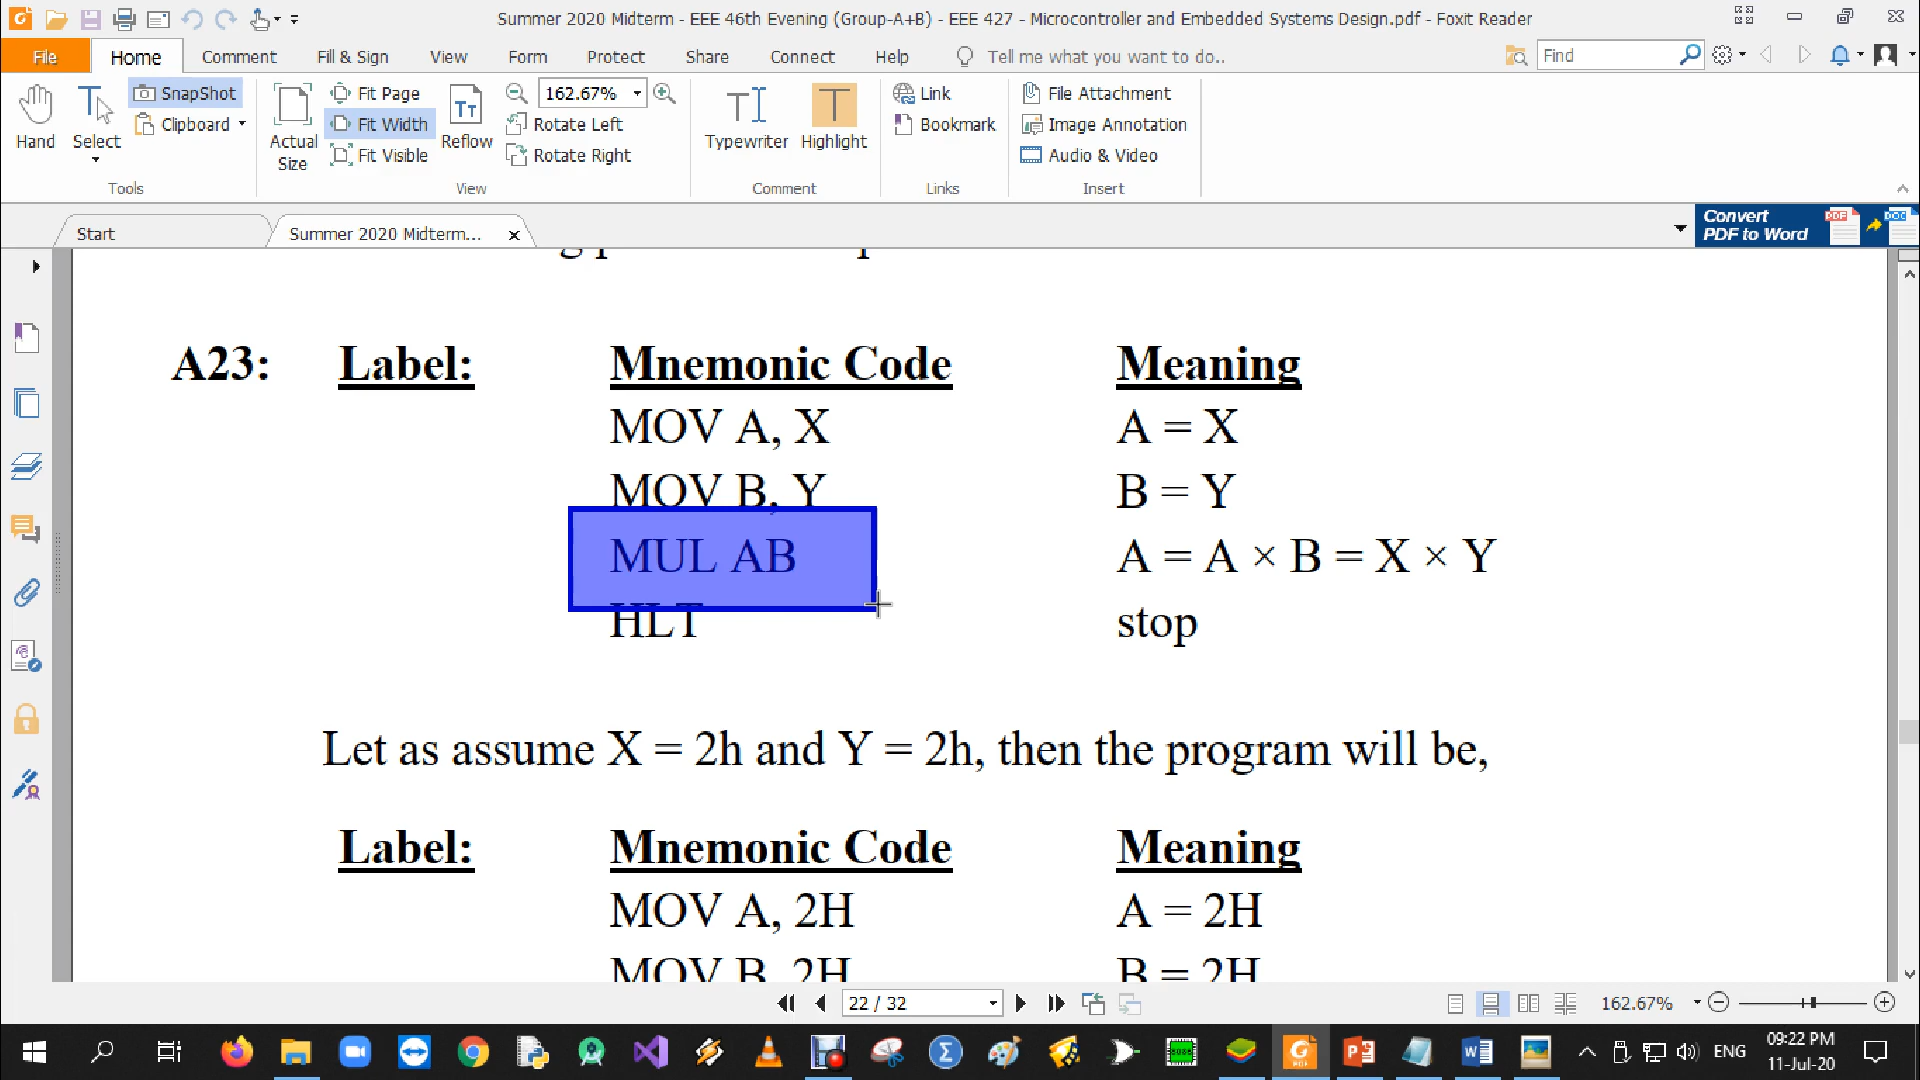 Summer 2020 Midterm - EEE 46th Evening (Group-A+B) - EEE 427 - Microcontroller and Embedded Systems Design.pdf - Foxit Reader
File Home Comment Fill & Sign View Form Protect Share Connect Help Tell me what you want to do.. Find
Hand
Select
SnapShot
Clipboard
Tools
Actual Size
Fit Page
Fit Width
Fit Visible
Reflow
162.67%
Rotate Left
Rotate Right
View
Typewriter
Highlight
Comment
Link
Bookmark
Links
File Attachment
Image Annotation
Audio & Video
Insert
Start
Summer 2020 Midterm...
Convert
PDF to Word
PDF
DOC
A23: Label: Mnemonic Code Meaning
MOV A, X A = X
MOV B, Y B = Y
MUL AB A = A × B = X × Y
HLT stop
Let as assume X = 2h and Y = 2h, then the program will be,
Label: Mnemonic Code Meaning
MOV A, 2H A = 2H
MOV B, 2H B = 2H
22 / 32
162.67%
ENG
09:22 PM
11-Jul-20